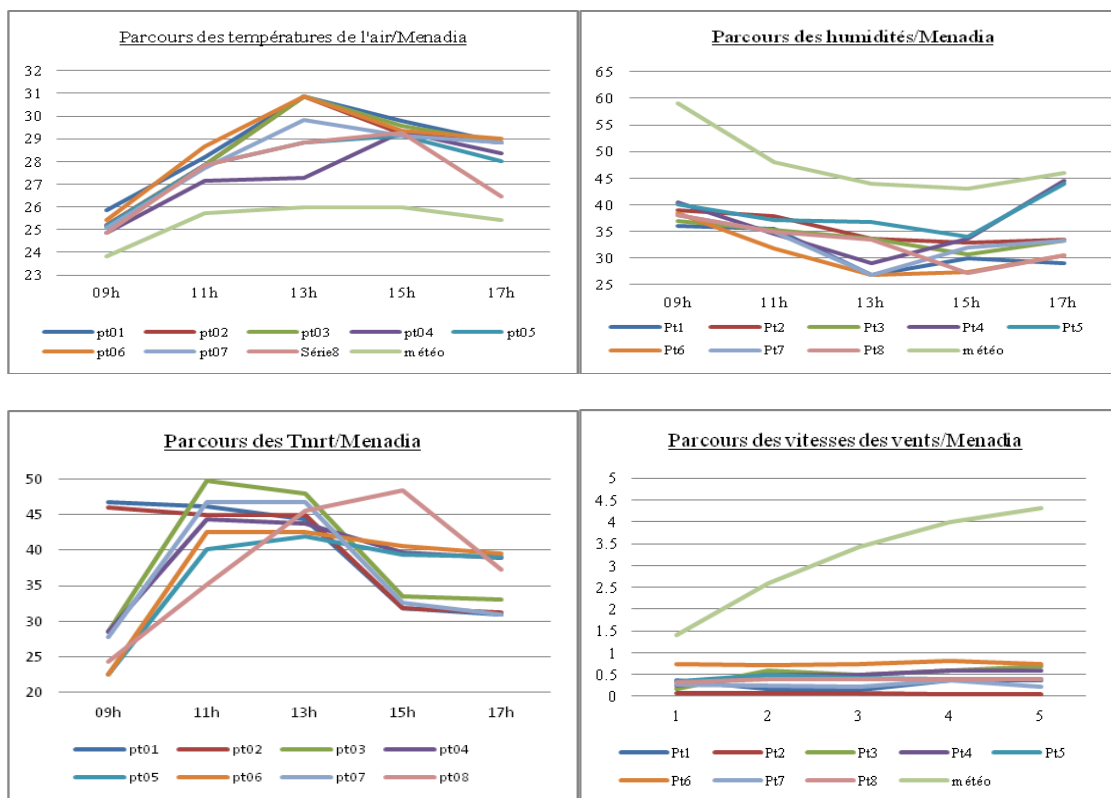 Parcours des températures de l'air/Menadia
32
31
30
29
28
27
26
25
24
23
09h 11h 13h 15h 17h
pt01 pt02 pt03 pt04 pt05
pt06 pt07 Série8 météo
Parcours des humidités/Menadia
65
60
55
50
45
40
35
30
25
09h 11h 13h 15h 17h
Pt1 Pt2 Pt3 Pt4 Pt5
Pt6 Pt7 Pt8 météo
Parcours des Tmrt/Menadia
50
45
40
35
30
25
20
09h 11h 13h 15h 17h
pt01 pt02 pt03 pt04
pt05 pt06 pt07 pt08
Parcours des vitesses des vents/Menadia
5
4.5
4
3.5
3
2.5
2
1.5
1
0.5
0
1 2 3 4 5
Pt1 Pt2 Pt3 Pt4 Pt5
Pt6 Pt7 Pt8 météo